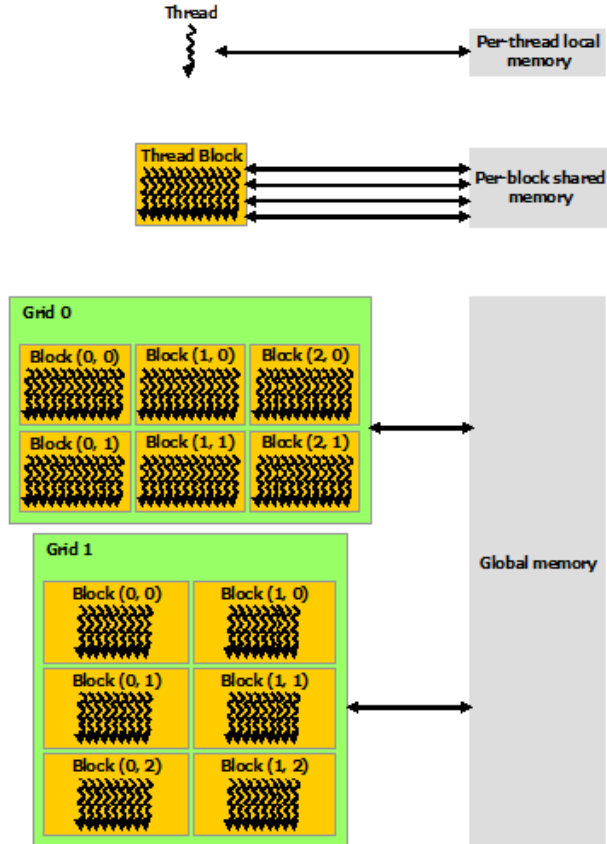 Thread
Per-thread local
memory
Thread Block
Per-block shared
memory
Grid 0
Block (0, 0) Block (1, 0) Block (2, 0)
Block (0, 1) Block (1, 1) Block (2, 1)
Grid 1
Global memory
Block (0, 0) Block (1, 0)
Block (0, 1) Block (1, 1)
Block (0, 2) Block (1, 2)